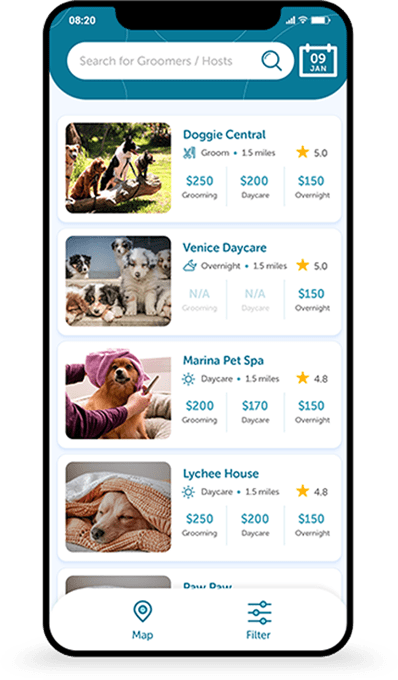 08:20
Search for Groomers / Hosts
09
JAN
Doggie Central
Groom • 1.5 miles 5.0
$250 $200 $150
Grooming Daycare Overnight
Venice Daycare
Overnight • 1.5 miles 5.0
N/A N/A $150
Grooming Daycare Overnight
Marina Pet Spa
Daycare • 1.5 miles 4.8
$200 $170 $150
Grooming Daycare Overnight
Lychee House
Daycare • 1.5 miles 4.8
$250 $200 $150
Grooming Daycare Overnight
Paw Paw
Map Filter